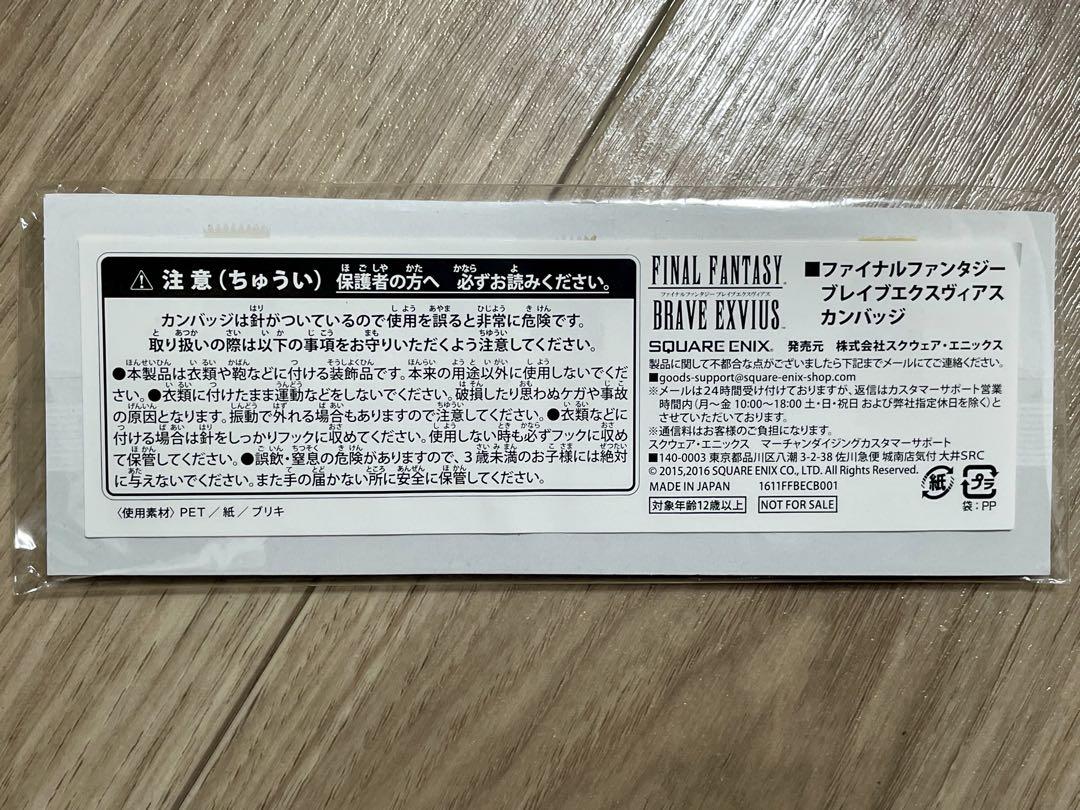 ⚠ 注意（ちゅうい） 保護者の方へ 必ずお読みください。
カンバッジは針がついているので使用を誤ると非常に危険です。
取り扱いの際は以下の事項をお守りいただくよう注意してください。
●本製品は衣類や鞄などに付ける装飾品です。本来の用途以外に使用しないでくだ
さい。●衣類に付けたまま運動などをしないでください。破損したり思わぬケガや事故
の原因となります。振動で外れる場合もありますので注意してください。●衣類などに
付ける場合は針をしっかりフックに収めてください。使用しない時も必ずフックに収め
て保管してください。●誤飲・窒息の危険がありますので、3歳未満のお子様には絶対
に与えないでください。また手の届かない所に安全に保管してください。
〈使用素材〉PET／紙／ブリキ
FINAL FANTASY
ファイナルファンタジー ブレイブエクスヴィアス
BRAVE EXVIUS
■ファイナルファンタジー
ブレイブエクスヴィアス
カンバッジ
SQUARE ENIX. 発売元 株式会社スクウェア・エニックス
製品に関して不都合な点がございましたら下記までメールにてご連絡ください。
■goods-support@square-enix-shop.com
※メールは24時間受け付けておりますが、返信はカスタマーサポート営業
時間内（月〜金 10:00〜18:00 土・日・祝日 および弊社指定休日を除く）と
させていただいております。
※通信料はお客様のご負担になります。
スクウェア・エニックス マーチャンダイジングカスタマーサポート
■140-0003 東京都品川区八潮 3-2-38 佐川急便 城南店気付 大井SRC
© 2015,2016 SQUARE ENIX CO., LTD. All Rights Reserved.
MADE IN JAPAN 1611FFBECB001
対象年齢12歳以上 NOT FOR SALE
紙 プラ
袋：PP